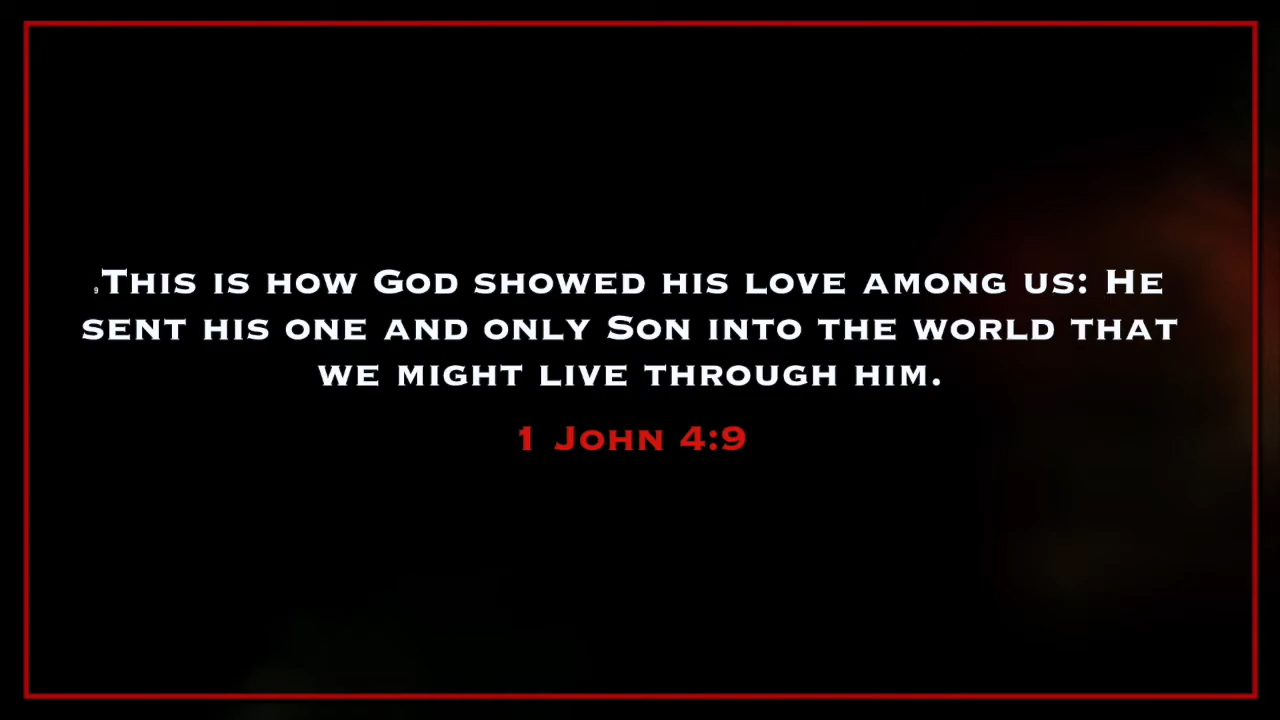 9This is how God showed his love among us: He
sent his one and only Son into the world that
we might live through him.
1 John 4:9